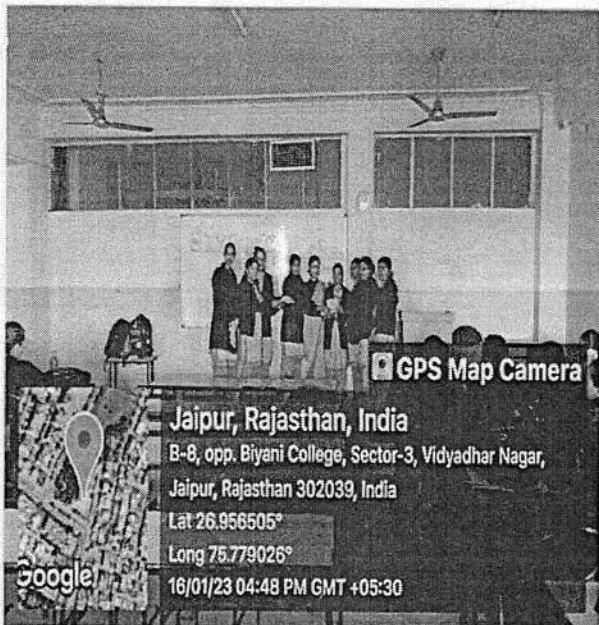 GPS Map Camera
Jaipur, Rajasthan, India
B-8, opp. Biyani College, Sector-3, Vidyadhar Nagar,
Jaipur, Rajasthan 302039, India
Lat 26.956505°
Long 75.779026°
16/01/23 04:48 PM GMT +05:30
Google